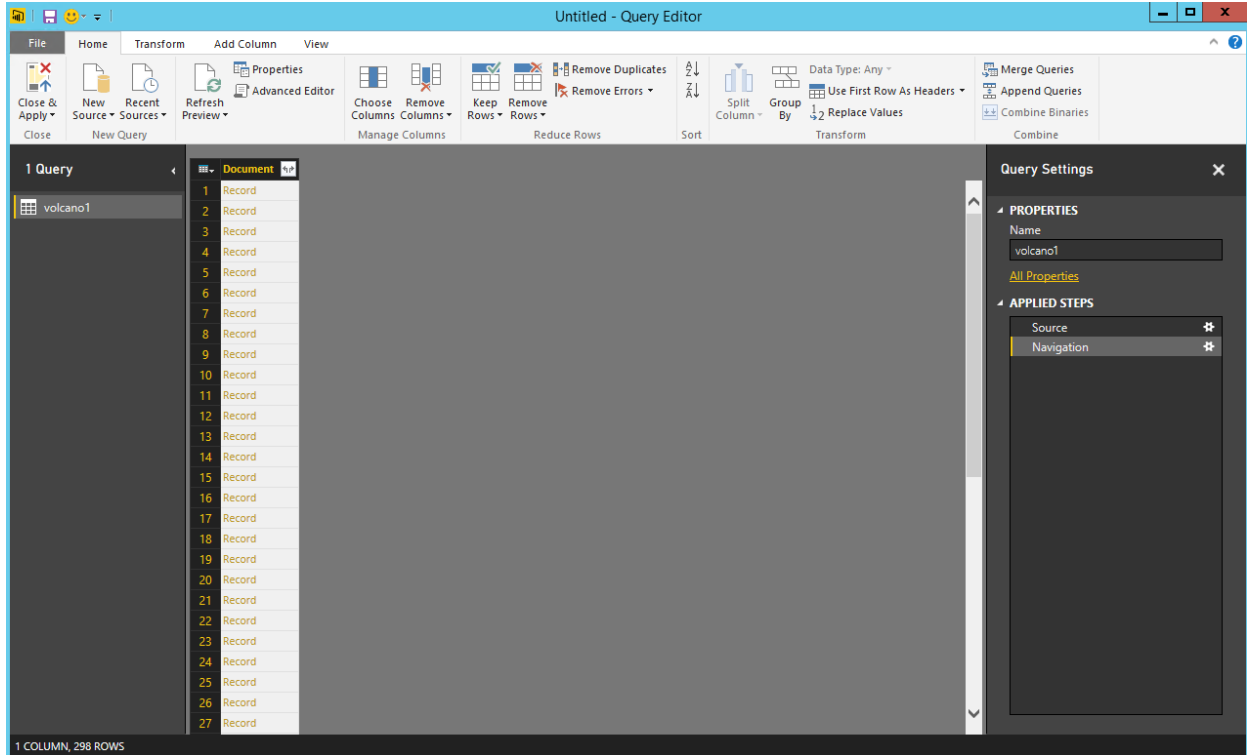 Untitled - Query Editor
File Home Transform Add Column View
Close & Apply
New Source
Recent Sources
Refresh Preview
Properties
Advanced Editor
Choose Columns
Remove Columns
Keep Rows
Remove Rows
Remove Duplicates
Remove Errors
Split Column
Group By
Data Type: Any
Use First Row As Headers
Replace Values
Merge Queries
Append Queries
Combine Binaries
Close New Query Manage Columns Reduce Rows Sort Transform Combine
1 Query
volcano1
Document
1 Record
2 Record
3 Record
4 Record
5 Record
6 Record
7 Record
8 Record
9 Record
10 Record
11 Record
12 Record
13 Record
14 Record
15 Record
16 Record
17 Record
18 Record
19 Record
20 Record
21 Record
22 Record
23 Record
24 Record
25 Record
26 Record
27 Record
Query Settings
PROPERTIES
Name
volcano1
All Properties
APPLIED STEPS
Source
Navigation
1 COLUMN, 298 ROWS